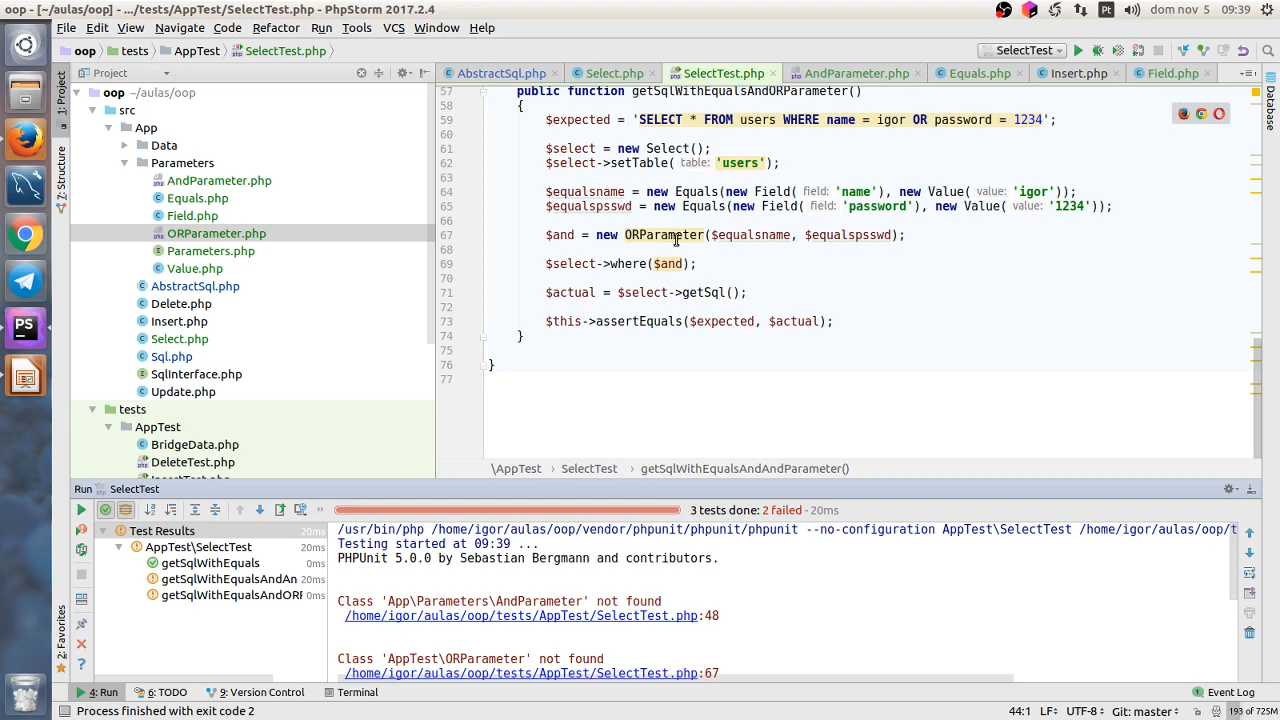 oop - [~/aulas/oop] - .../tests/AppTest/SelectTest.php - PhpStorm 2017.2.4
Pt
dom nov 5
09:39
File Edit View Navigate Code Refactor Run Tools VCS Window Help
oop tests AppTest SelectTest.php
SelectTest
Project
AbstractSql.php Select.php SelectTest.php AndParameter.php Equals.php Insert.php Field.php
1: Project
7: Structure
2: Favorites
Database
oop ~/aulas/oop
src
App
Data
Parameters
AndParameter.php
Equals.php
Field.php
ORParameter.php
Parameters.php
Value.php
AbstractSql.php
Delete.php
Insert.php
Select.php
Sql.php
SqlInterface.php
Update.php
tests
AppTest
BridgeData.php
DeleteTest.php
57 public function getSqlWithEqualsAndORParameter()
58 {
59 $expected = 'SELECT * FROM users WHERE name = igor OR password = 1234';
60
61 $select = new Select();
62 $select->setTable( table: 'users');
63
64 $equalsname = new Equals(new Field( field: 'name'), new Value( value: 'igor'));
65 $equalspsswd = new Equals(new Field( field: 'password'), new Value( value: '1234'));
66
67 $and = new ORParameter($equalsname, $equalspsswd);
68
69 $select->where($and);
70
71 $actual = $select->getSql();
72
73 $this->assertEquals($expected, $actual);
74 }
75
76 }
77
\AppTest SelectTest getSqlWithEqualsAndAndParameter()
Run SelectTest
3 tests done: 2 failed - 20ms
Test Results 20ms
AppTest\SelectTest 20ms
getSqlWithEquals 0ms
getSqlWithEqualsAndAn 20ms
getSqlWithEqualsAndORF 0ms
/usr/bin/php /home/igor/aulas/oop/vendor/phpunit/phpunit/phpunit --no-configuration AppTest\SelectTest /home/igor/aulas/oop/t
Testing started at 09:39 ...
PHPUnit 5.0.0 by Sebastian Bergmann and contributors.
Class 'App\Parameters\AndParameter' not found
/home/igor/aulas/oop/tests/AppTest/SelectTest.php:48
Class 'AppTest\ORParameter' not found
/home/igor/aulas/oop/tests/AppTest/SelectTest.php:67
4: Run 6: TODO 9: Version Control Terminal Event Log
Process finished with exit code 2
44:1 LF UTF-8 Git: master 193 of 725M